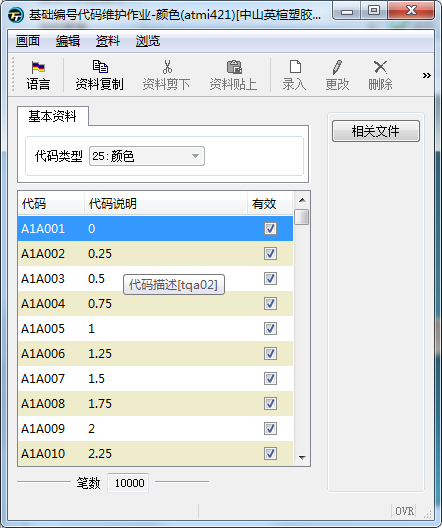 基础编号代码维护作业-颜色(atmi421)[中山英楦塑胶...
画面 编辑 资料 浏览
语言 资料复制 资料剪下 资料贴上 录入 更改 删除 »
基本资料
代码类型 25:颜色
相关文件
代码 代码说明 有效
A1A001 0
A1A002 0.25
A1A003 0.5
代码描述[tqa02]
A1A004 0.75
A1A005 1
A1A006 1.25
A1A007 1.5
A1A008 1.75
A1A009 2
A1A010 2.25
笔数 10000
OVR